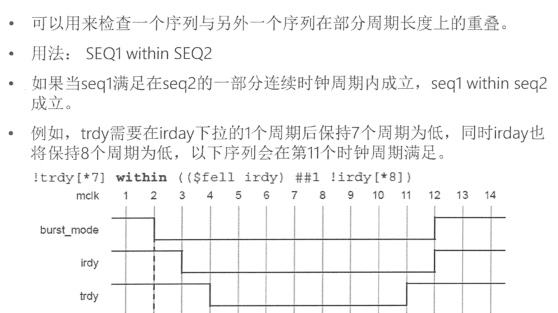 • 可以用来检查一个序列与另外一个序列在部分周期长度上的重叠。
• 用法： SEQ1 within SEQ2
• 如果当seq1满足在seq2的一部分连续时钟周期内成立，seq1 within seq2
成立。
• 例如，trdy需要在irday下拉的1个周期后保持7个周期为低，同时irday也
将保持8个周期为低，以下序列会在第11个时钟周期满足。
!trdy[*7] within (($fell irdy) ##1 !irdy[*8])
mclk 1 2 3 4 5 6 7 8 9 10 11 12 13 14
burst_mode
irdy
trdy